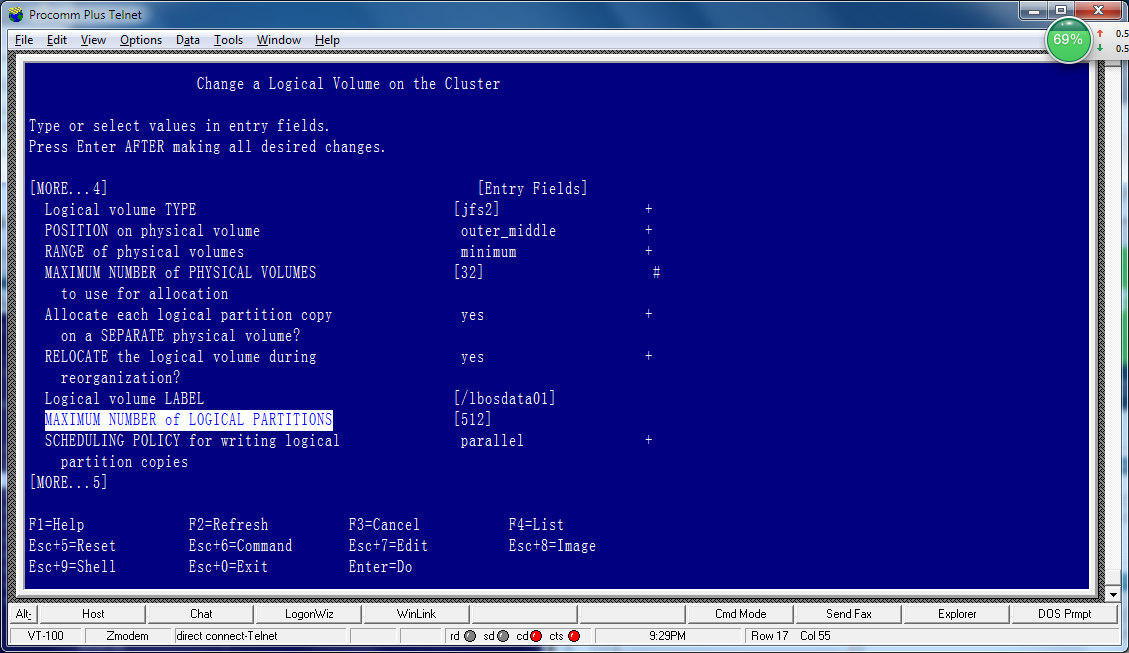 Procomm Plus Telnet
File Edit View Options Data Tools Window Help
69%
0.5
0.5
Change a Logical Volume on the Cluster
Type or select values in entry fields.
Press Enter AFTER making all desired changes.
[MORE...4] [Entry Fields]
Logical volume TYPE [jfs2] +
POSITION on physical volume outer_middle +
RANGE of physical volumes minimum +
MAXIMUM NUMBER of PHYSICAL VOLUMES [32] #
to use for allocation
Allocate each logical partition copy yes +
on a SEPARATE physical volume?
RELOCATE the logical volume during yes +
reorganization?
Logical volume LABEL [/lbosdata01]
MAXIMUM NUMBER of LOGICAL PARTITIONS [512]
SCHEDULING POLICY for writing logical parallel +
partition copies
[MORE...5]
F1=Help F2=Refresh F3=Cancel F4=List
Esc+5=Reset Esc+6=Command Esc+7=Edit Esc+8=Image
Esc+9=Shell Esc+0=Exit Enter=Do
Alt- Host Chat LogonWiz WinLink Cmd Mode Send Fax Explorer DOS Prmpt
VT-100 Zmodem direct connect-Telnet rd sd cd cts 9:29PM Row 17 Col 55